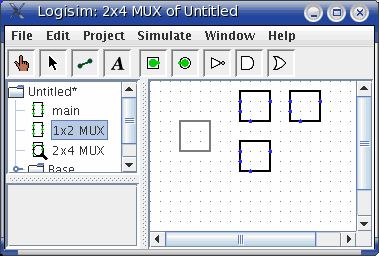 Logisim: 2x4 MUX of Untitled
File Edit Project Simulate Window Help
A
Untitled*
main
1x2 MUX
2x4 MUX
Base